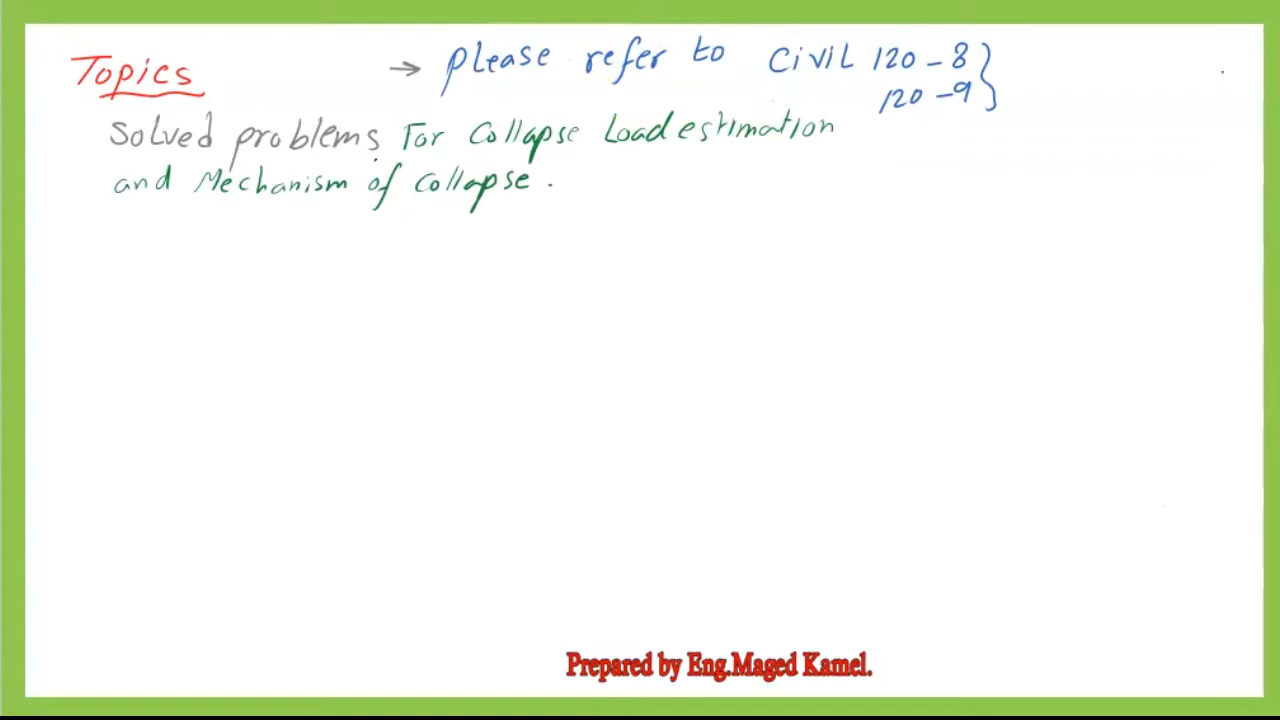 Topics → Please refer to Civil 120-8}
120-9
Solved problems For Collapse Load estimation
and Mechanism of Collapse.
Prepared by Eng.Maged Kamel.